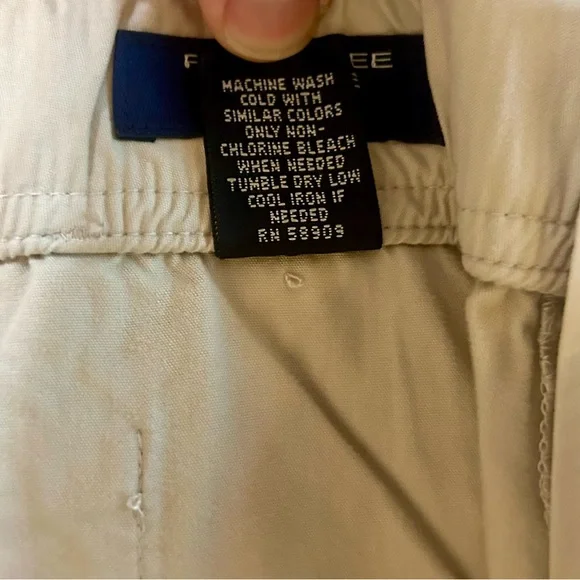 EE
MACHINE WASH
COLD WITH
SIMILAR COLORS
ONLY NON-
CHLORINE BLEACH
WHEN NEEDED
TUMBLE DRY LOW
COOL IRON IF
NEEDED
RN 58909